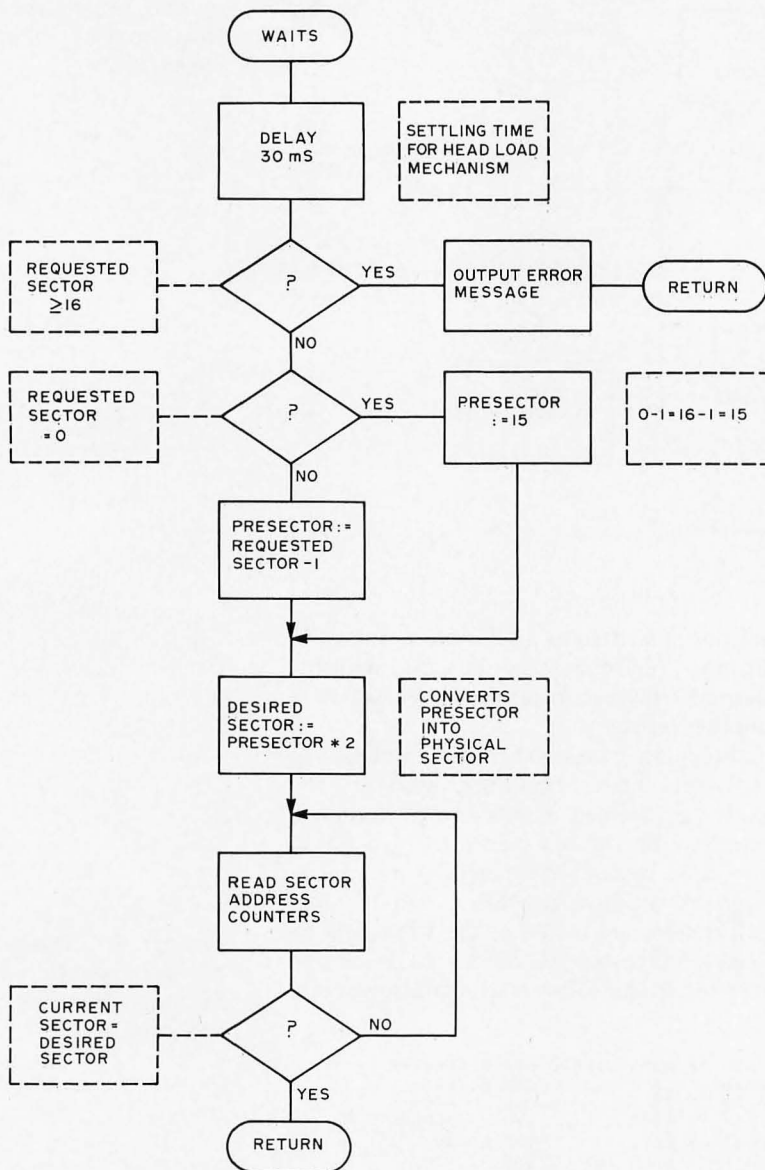 WAITS
DELAY
30 mS
SETTLING TIME
FOR HEAD LOAD
MECHANISM
REQUESTED
SECTOR
≥16
?
YES
OUTPUT ERROR
MESSAGE
RETURN
NO
REQUESTED
SECTOR
=0
?
YES
PRESECTOR
:=15
0-1=16-1=15
NO
PRESECTOR:=
REQUESTED
SECTOR-1
DESIRED
SECTOR:=
PRESECTOR * 2
CONVERTS
PRESECTOR
INTO
PHYSICAL
SECTOR
READ SECTOR
ADDRESS
COUNTERS
CURRENT
SECTOR=
DESIRED
SECTOR
?
NO
YES
RETURN